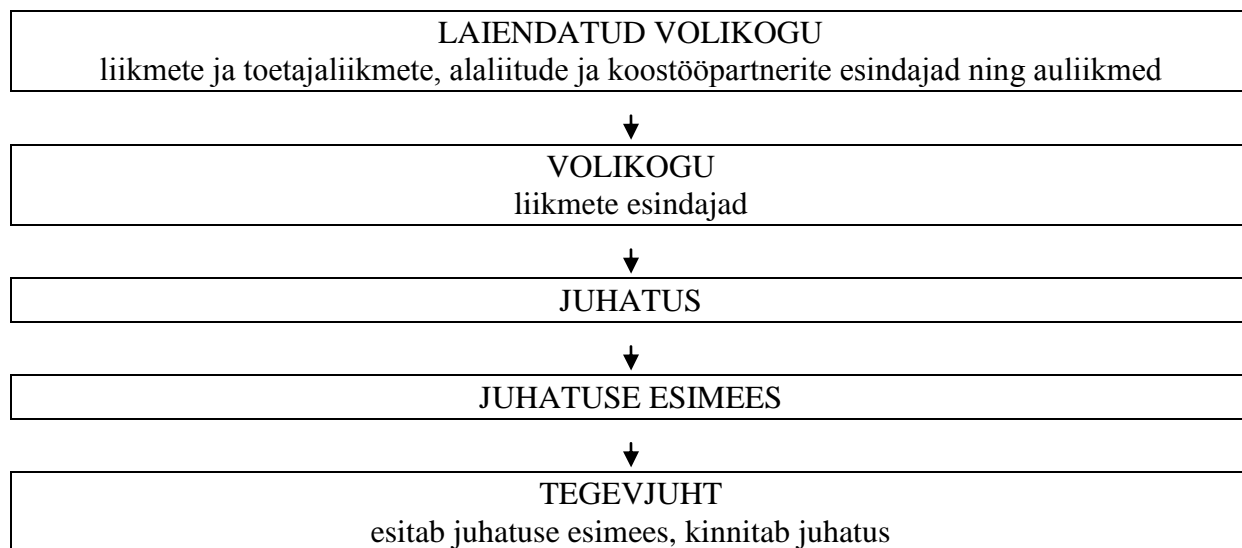 LAIENDATUD VOLIKOGU
liikmete ja toetajaliikmete, alaliitude ja koostööpartnerite esindajad ning auliikmed
VOLIKOGU
liikmete esindajad
JUHATUS
JUHATUSE ESIMEES
TEGEVJUHT
esitab juhatuse esimees, kinnitab juhatus